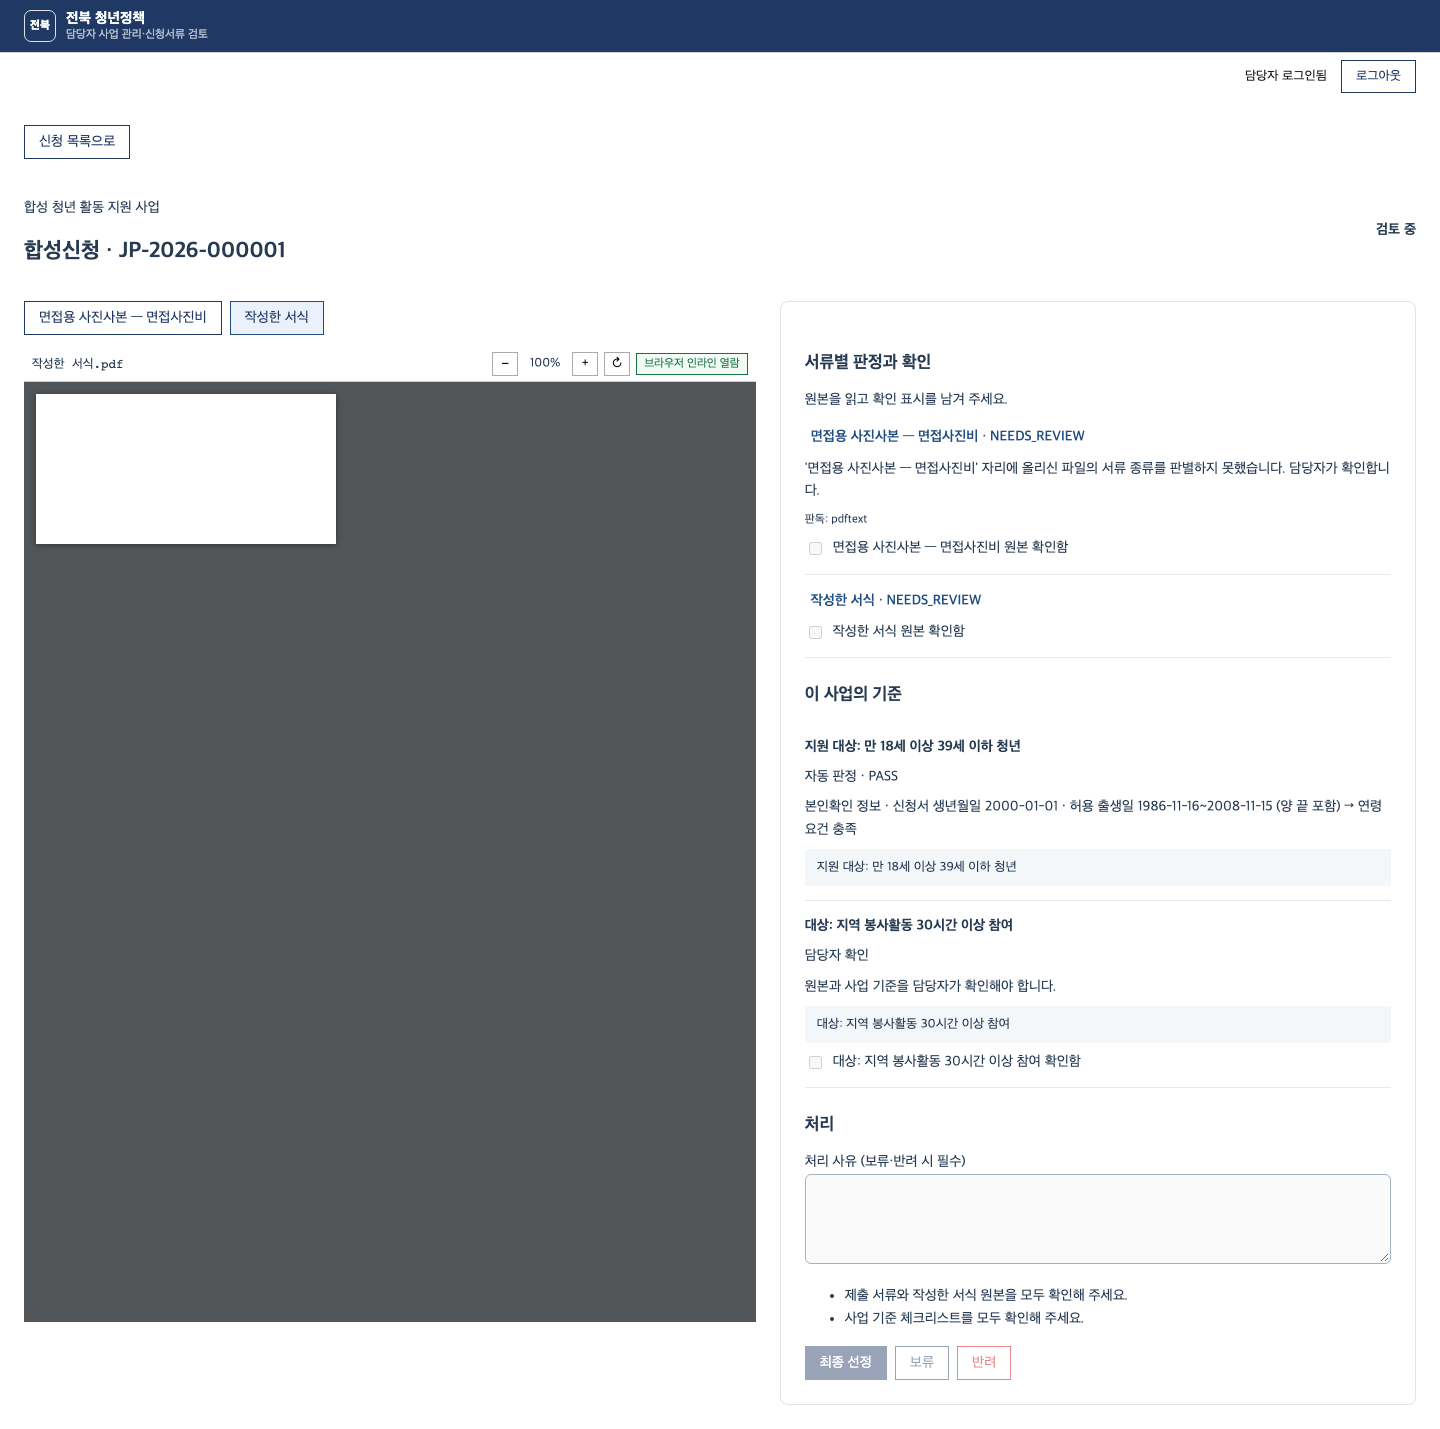 전북
전북 청년정책
담당자 사업 관리·신청서류 검토
담당자 로그인됨
로그아웃
신청 목록으로
합성 청년 활동 지원 사업
합성신청 · JP-2026-000001
검토 중
면접용 사진사본 — 면접사진비
작성한 서식
작성한 서식.pdf
−
100%
+
↻
브라우저 인라인 열람
서류별 판정과 확인
원본을 읽고 확인 표시를 남겨 주세요.
면접용 사진사본 — 면접사진비 · NEEDS_REVIEW
'면접용 사진사본 — 면접사진비' 자리에 올리신 파일의 서류 종류를 판별하지 못했습니다. 담당자가 확인합니
다.
판독: pdftext
면접용 사진사본 — 면접사진비 원본 확인함
작성한 서식 · NEEDS_REVIEW
작성한 서식 원본 확인함
이 사업의 기준
지원 대상: 만 18세 이상 39세 이하 청년
자동 판정 · PASS
본인확인 정보 · 신청서 생년월일 2000-01-01 · 허용 출생일 1986-11-16~2008-11-15 (양 끝 포함) → 연령
요건 충족
지원 대상: 만 18세 이상 39세 이하 청년
대상: 지역 봉사활동 30시간 이상 참여
담당자 확인
원본과 사업 기준을 담당자가 확인해야 합니다.
대상: 지역 봉사활동 30시간 이상 참여
대상: 지역 봉사활동 30시간 이상 참여 확인함
처리
처리 사유 (보류·반려 시 필수)
• 제출 서류와 작성한 서식 원본을 모두 확인해 주세요.
• 사업 기준 체크리스트를 모두 확인해 주세요.
최종 선정
보류
반려